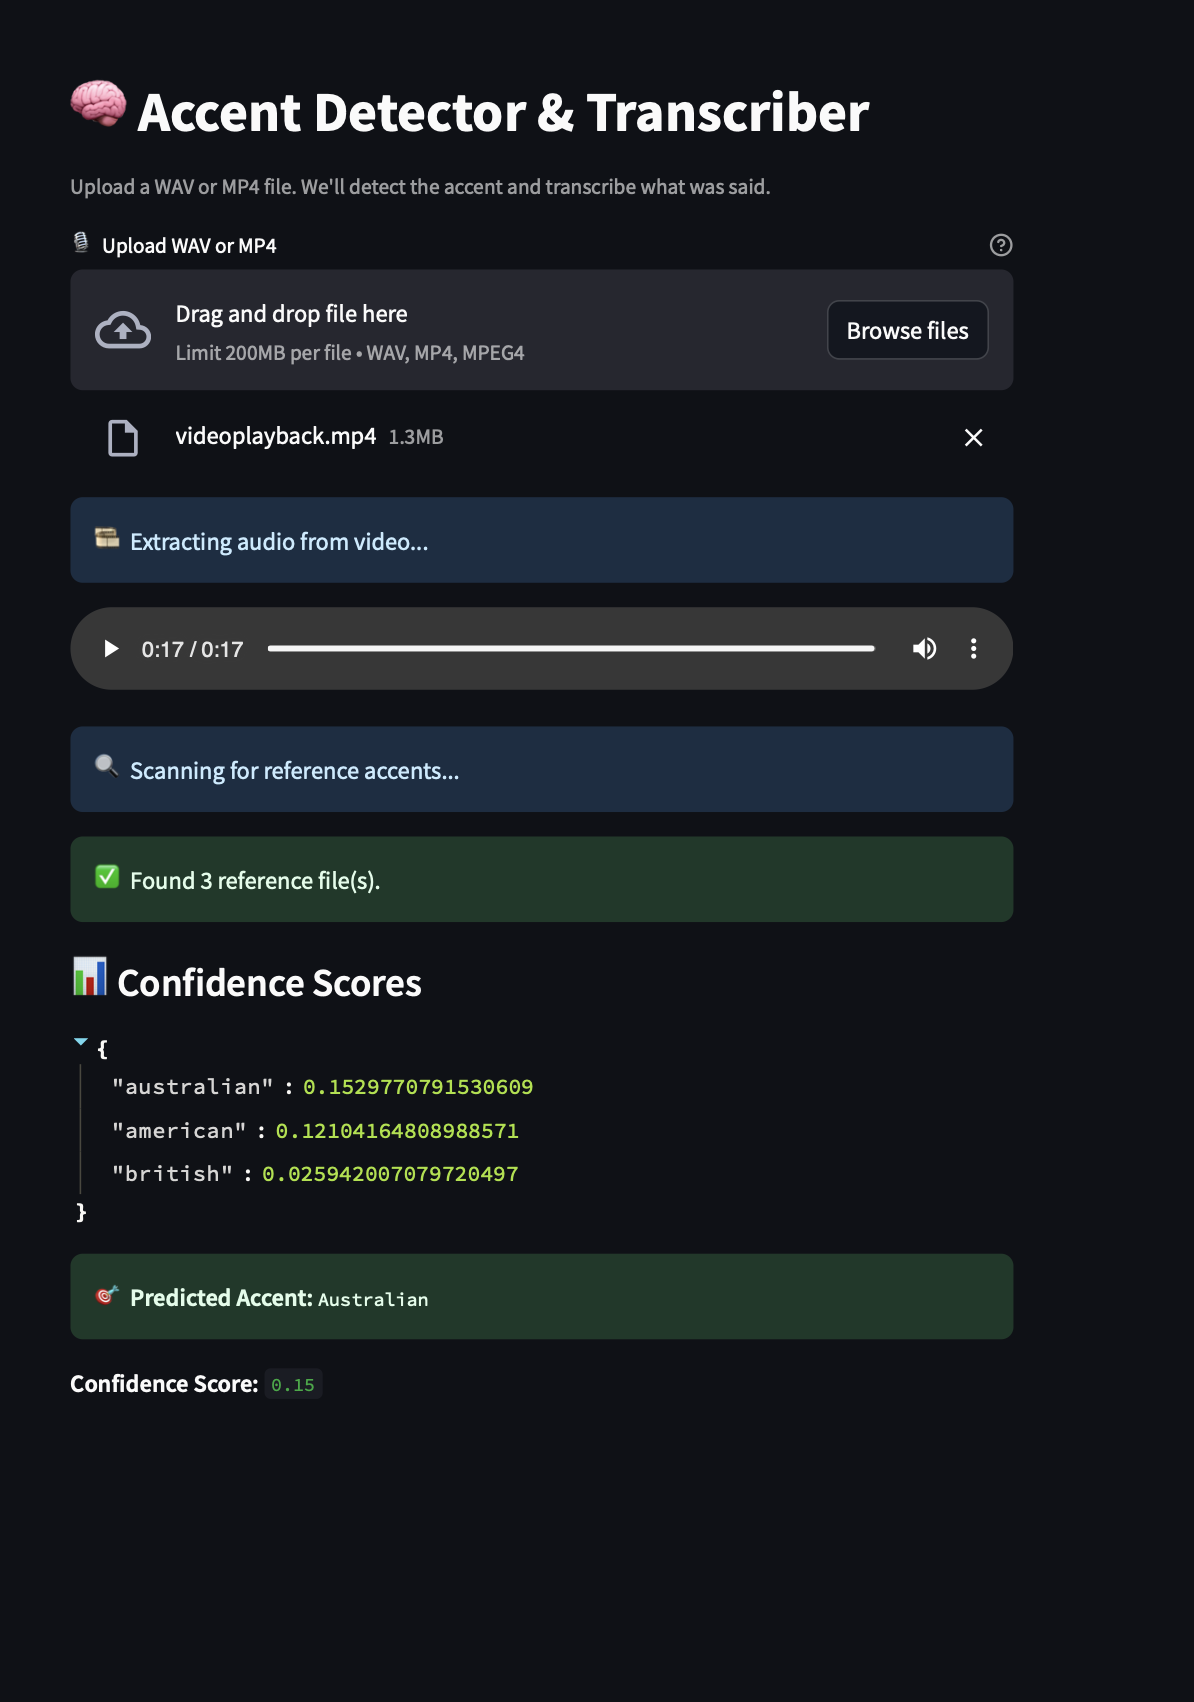 🧠 Accent Detector & Transcriber
Upload a WAV or MP4 file. We'll detect the accent and transcribe what was said.
🎙️ Upload WAV or MP4
Drag and drop file here
Limit 200MB per file • WAV, MP4, MPEG4
Browse files
videoplayback.mp4 1.3MB
Extracting audio from video...
0:17 / 0:17
🔍 Scanning for reference accents...
✅ Found 3 reference file(s).
📊 Confidence Scores
{
"australian" : 0.1529770791530609
"american" : 0.12104164808988571
"british" : 0.025942007079720497
}
🎯 Predicted Accent: Australian
Confidence Score: 0.15